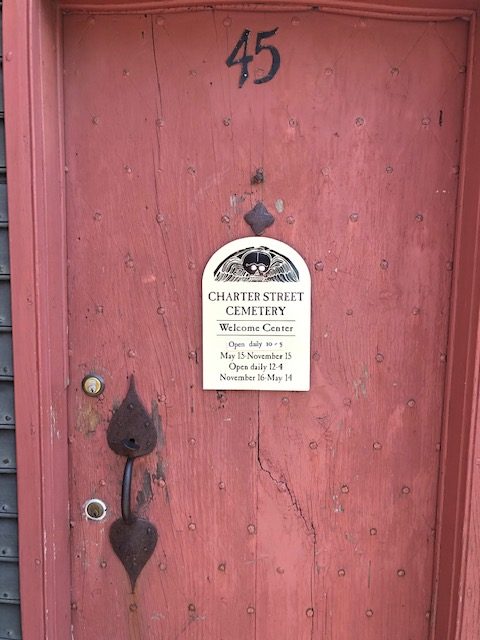 45
CHARTER STREET
CEMETERY
Welcome Center
Open daily 10-5
May 15-November 15
Open daily 12-4
November 16-May 14